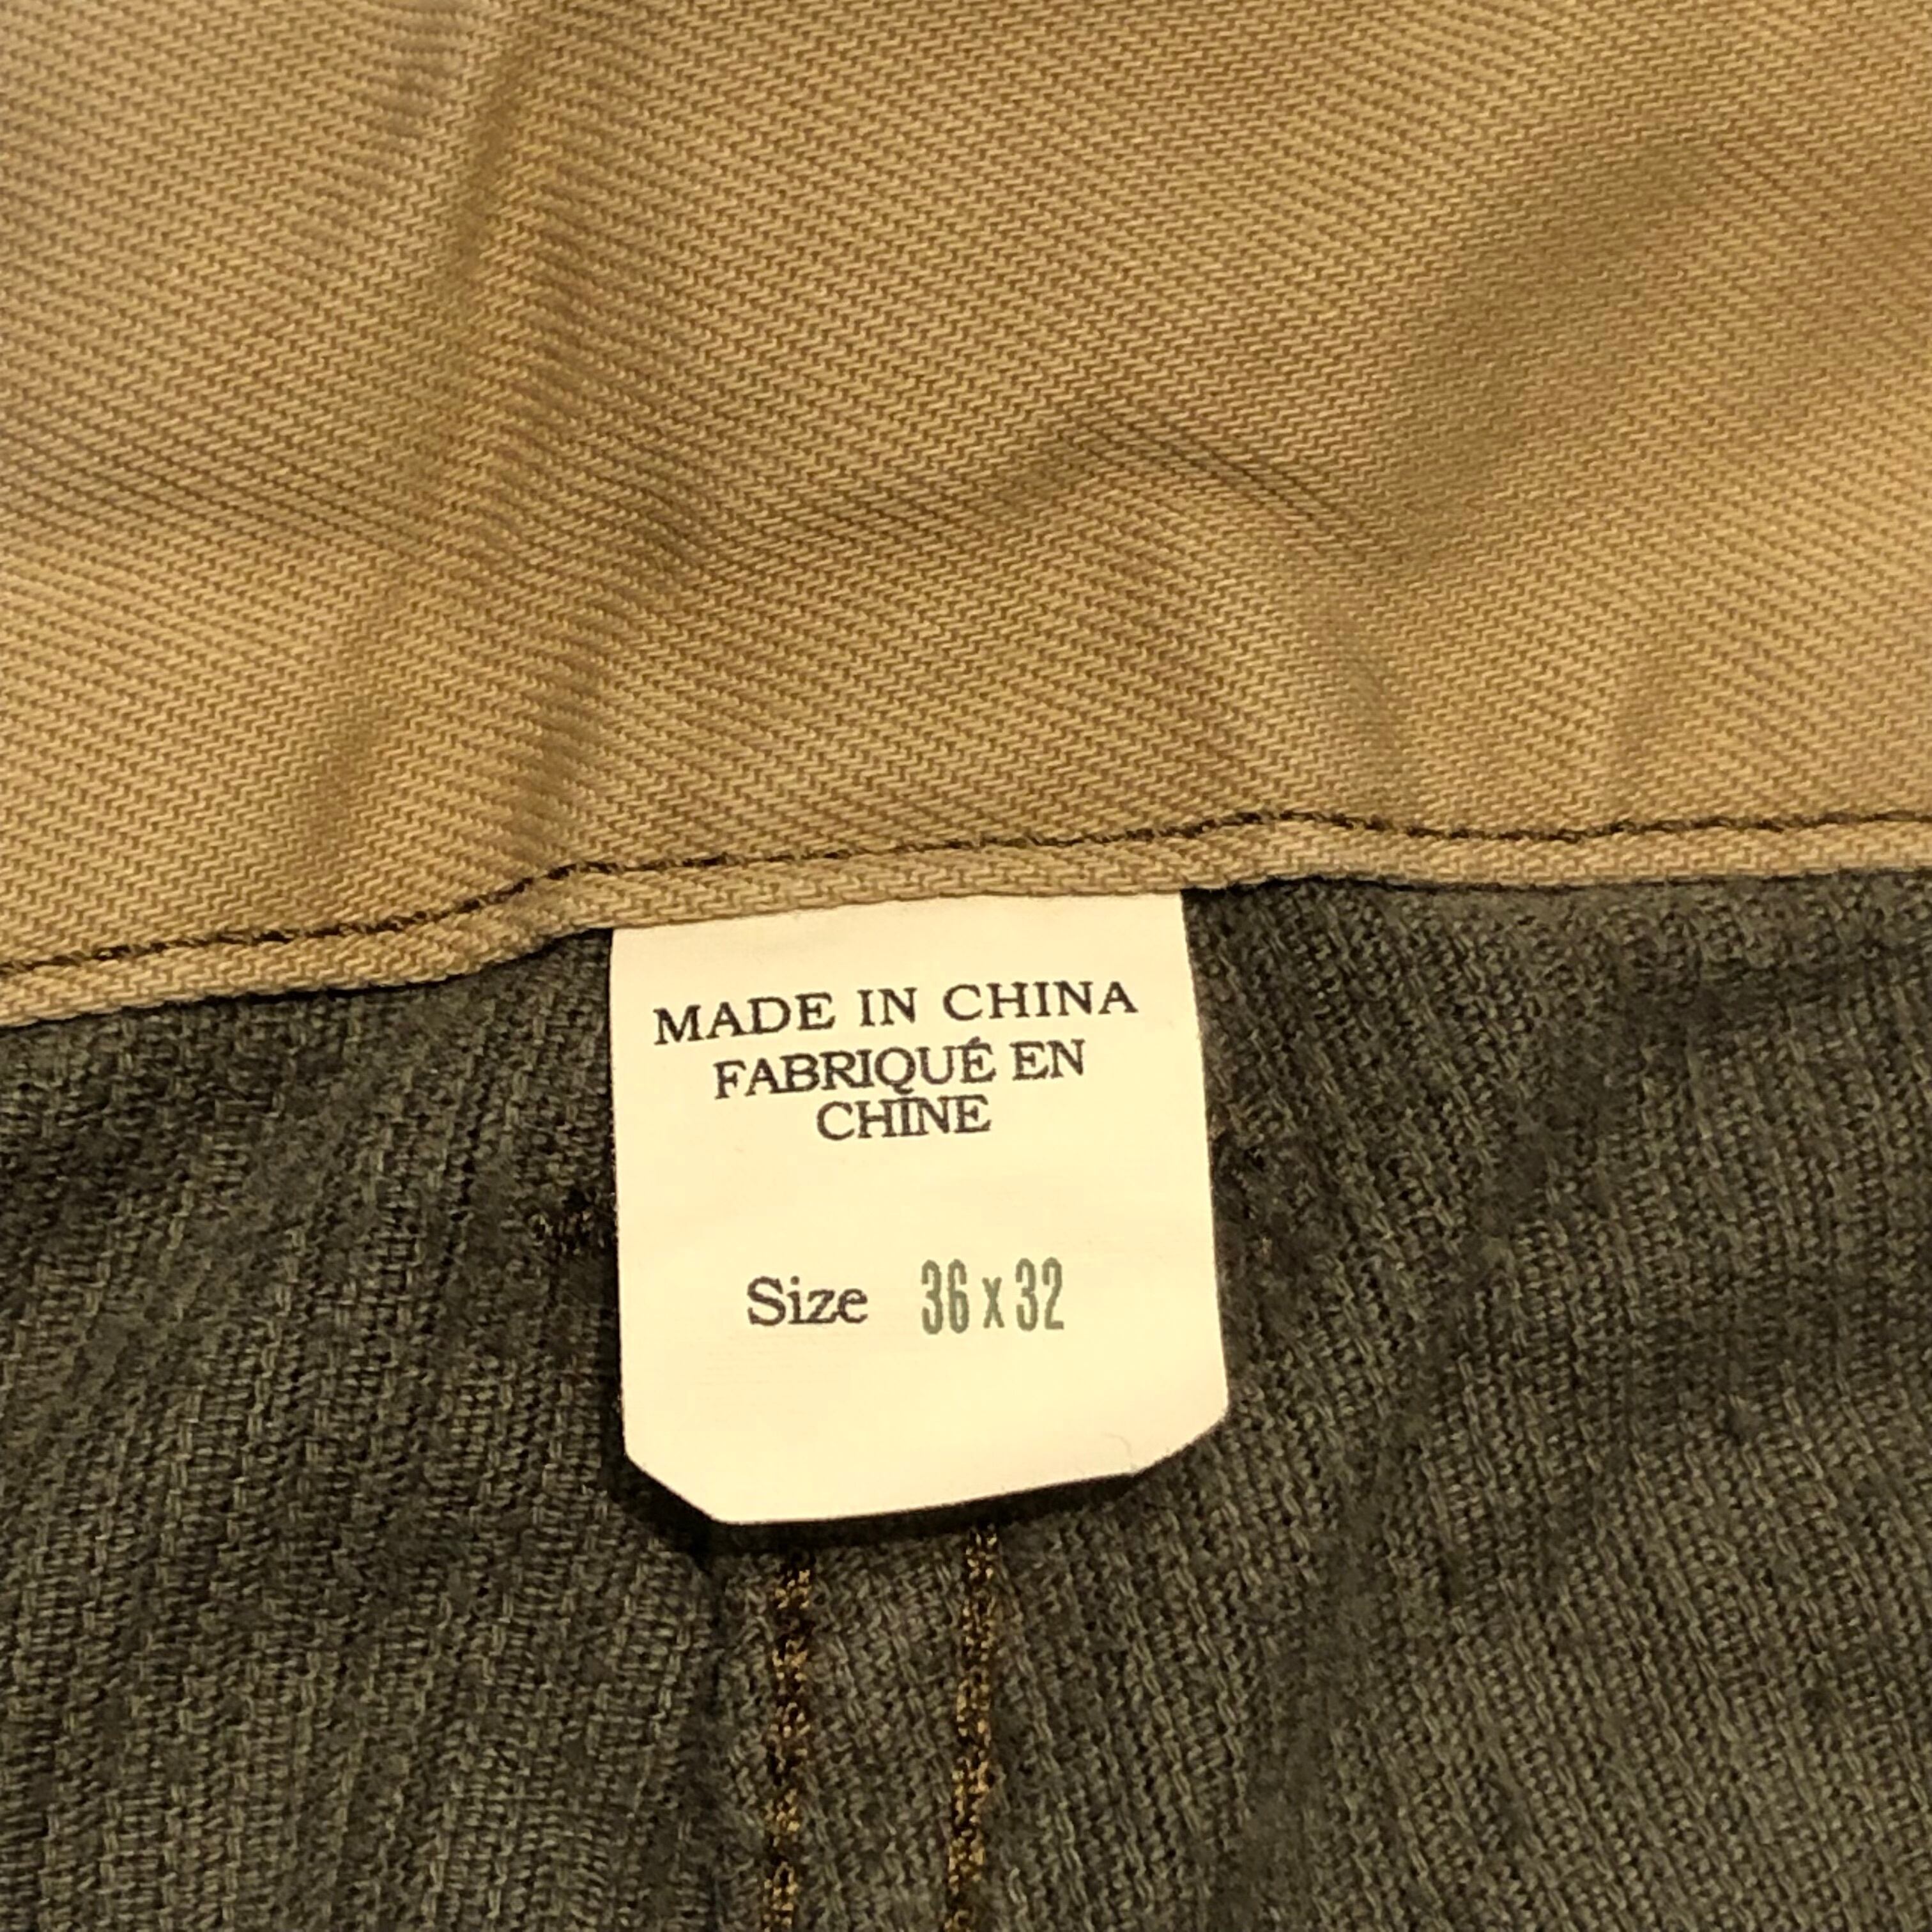 MADE IN CHINA
FABRIQUÉ EN
CHINE
Size 36 x 32